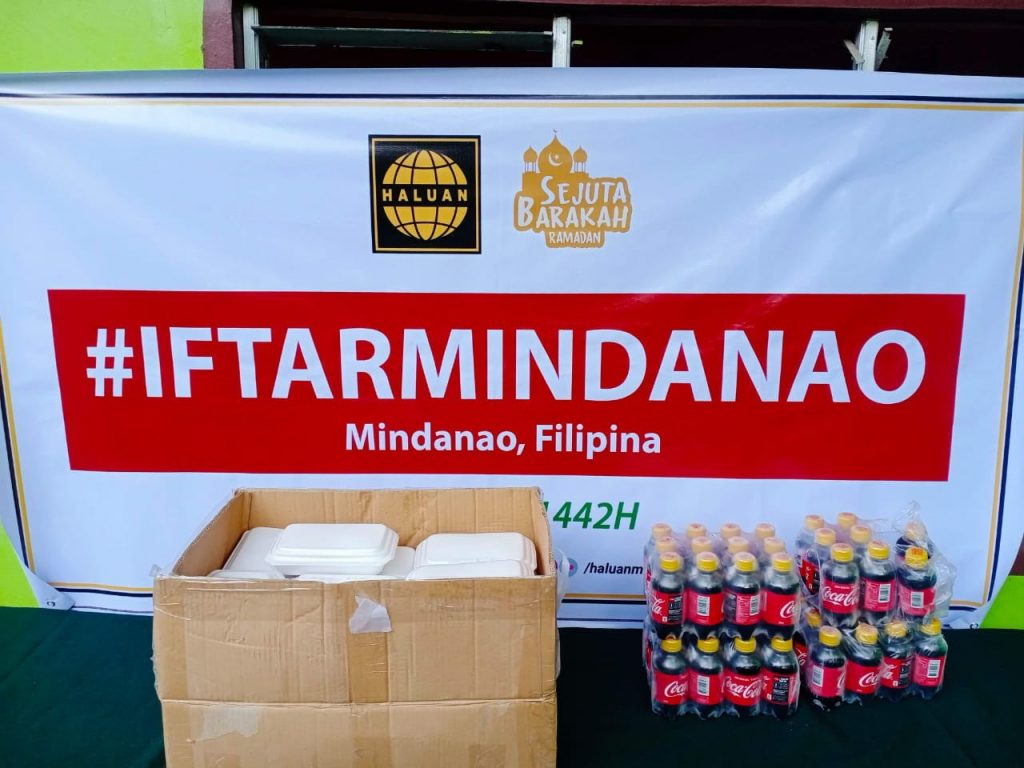 HALUAN
SEJUTA
BARAKAH
RAMADAN
#IFTARMINDANAO
Mindanao, Filipina
1442H
/haluanm
Coca-Cola
Coca-Cola
Coca-Cola
Coca-Cola